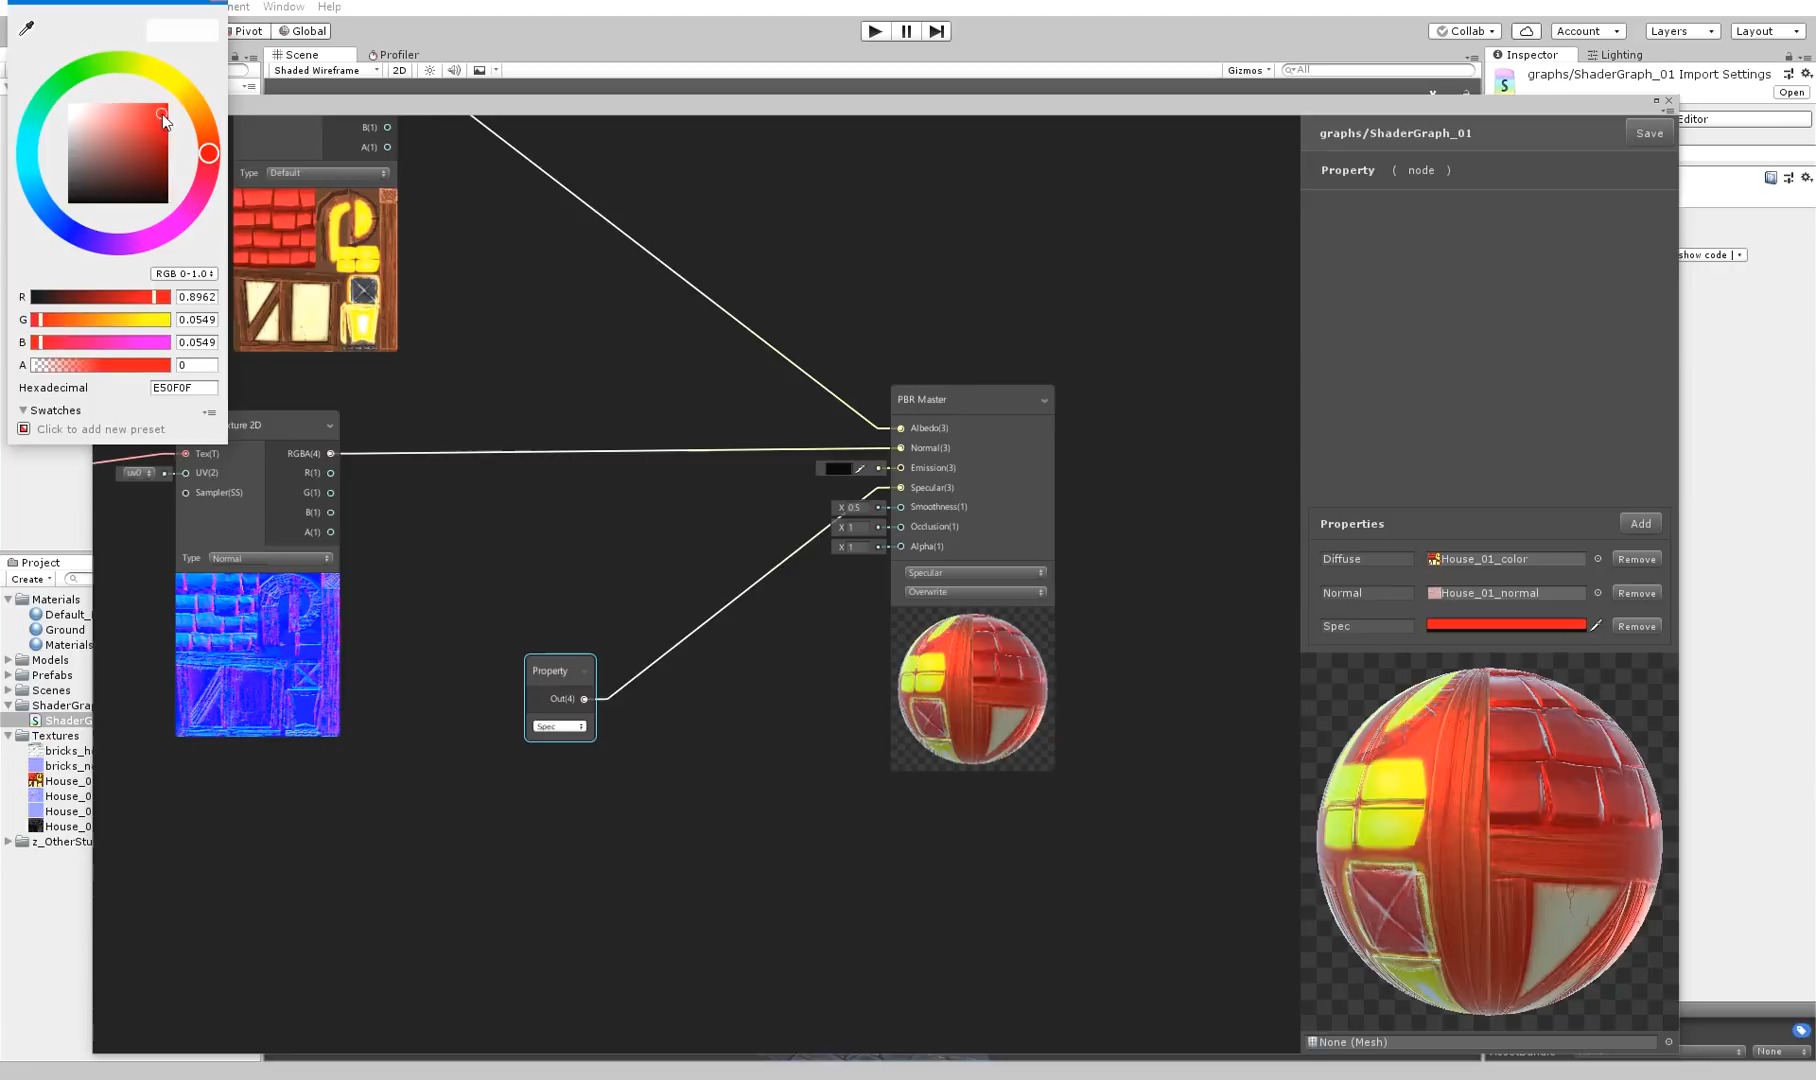 ment Window Help
Pivot Global
Collab Account Layers Layout
Scene Profiler
Inspector Lighting
Shaded Wireframe 2D
Gizmos All
graphs/ShaderGraph_01 Import Settings
Open
Editor
B(1)
A(1)
Type Default
graphs/ShaderGraph_01 Save
Property ( node )
show code
RGB 0-1.0
R 0.8962
G 0.0549
B 0.0549
A 0
Hexadecimal E50F0F
Swatches
Click to add new preset
xture 2D
Tex(T) RGBA(4)
uv0 UV(2) R(1)
Sampler(SS) G(1)
B(1)
A(1)
Type Normal
PBR Master
Albedo(3)
Normal(3)
Emission(3)
Specular(3)
X 0.5 Smoothness(1)
X 1 Occlusion(1)
X 1 Alpha(1)
Specular
Overwrite
Property
Out(4)
Spec
Properties Add
Diffuse House_01_color Remove
Normal House_01_normal Remove
Spec Remove
Project
Create
Materials
Default_
Ground
Materials
Models
Prefabs
Scenes
ShaderGra
ShaderG
Textures
bricks_h
bricks_n
House_0
House_0
House_0
House_0
z_OtherStu
None (Mesh)
None